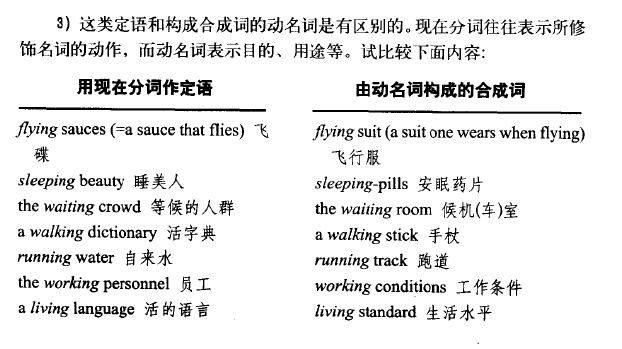 3）这类定语和构成合成词的动名词是有区别的。现在分词往往表示所修
饰名词的动作，而动名词表示目的、用途等。试比较下面内容：
用现在分词作定语
flying sauces (=a sauce that flies) 飞
碟
sleeping beauty 睡美人
the waiting crowd 等候的人群
a walking dictionary 活字典
running water 自来水
the working personnel 员工
a living language 活的语言
由动名词构成的合成词
flying suit (a suit one wears when flying)
飞行服
sleeping-pills 安眠药片
the waiting room 候机(车)室
a walking stick 手杖
running track 跑道
working conditions 工作条件
living standard 生活水平